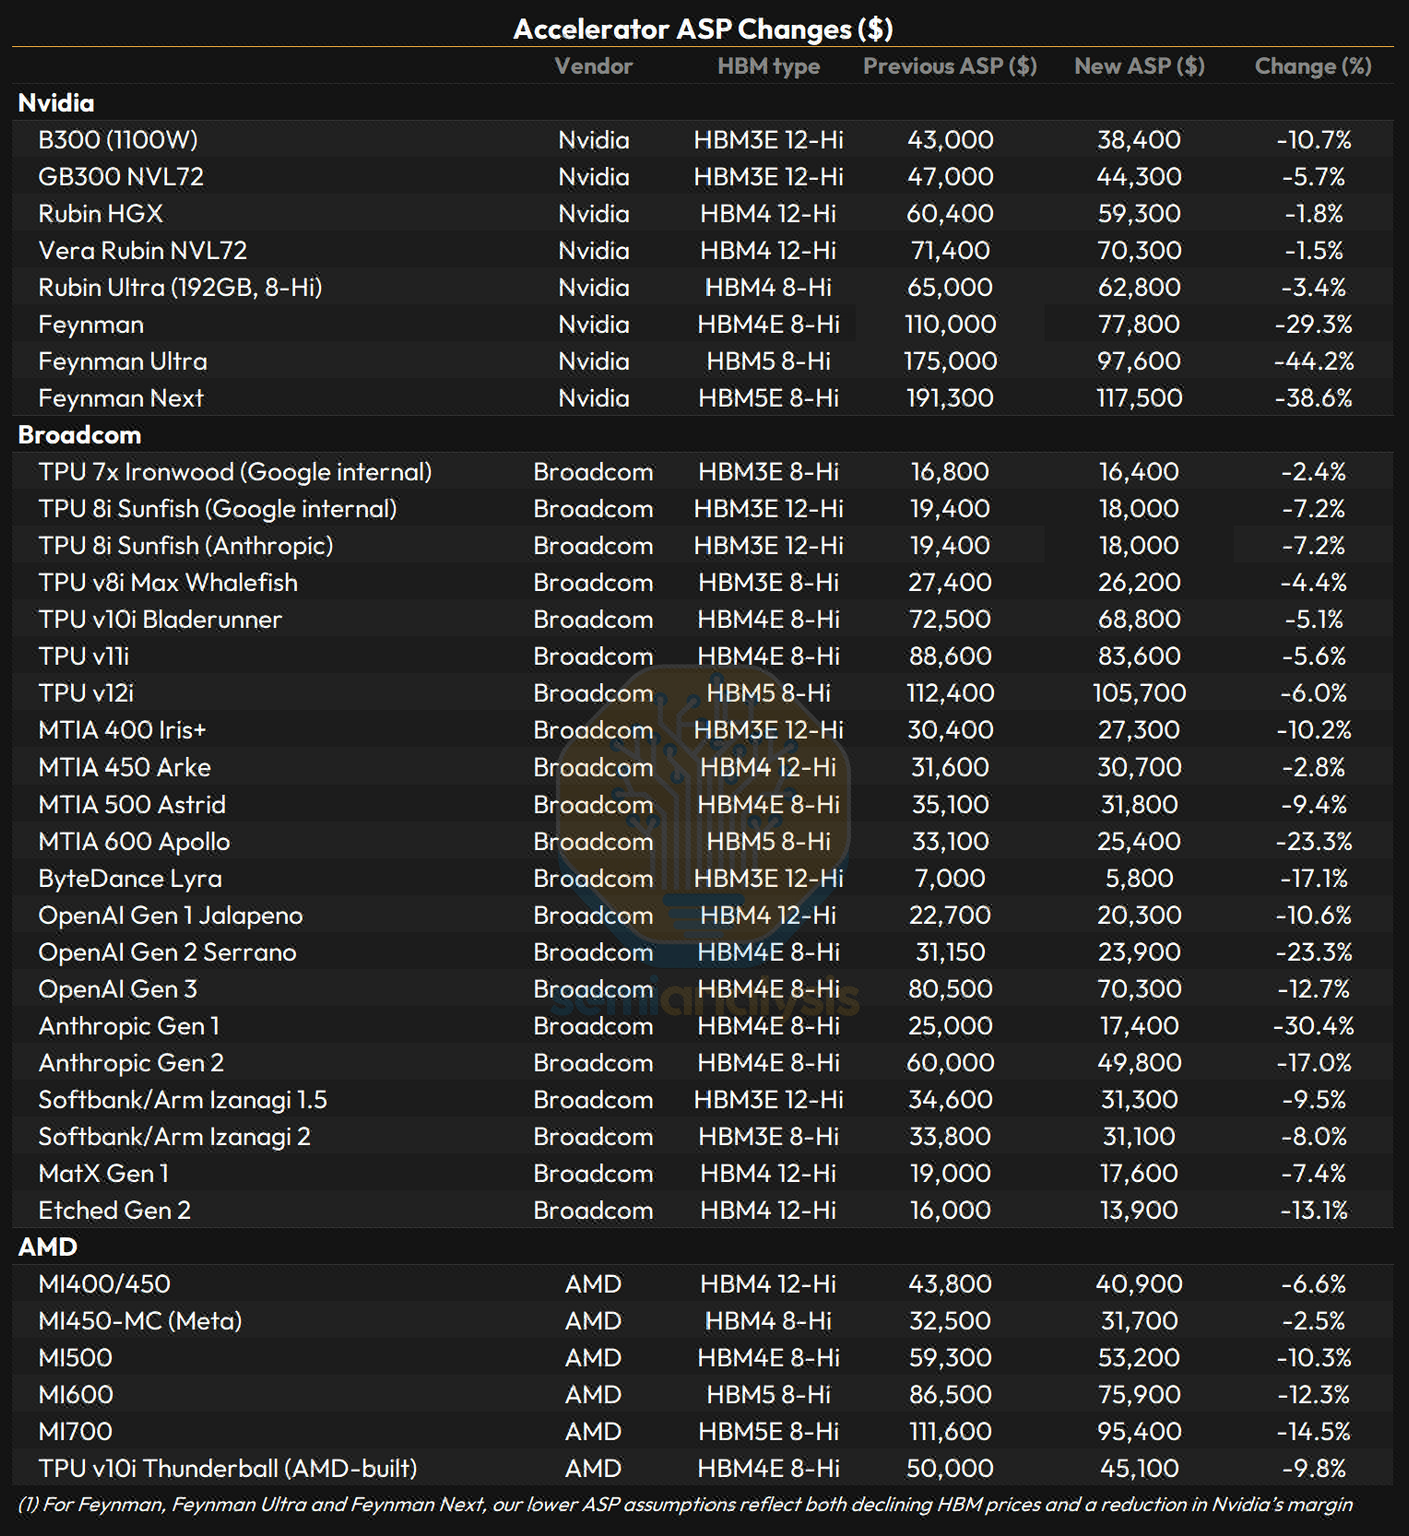 Accelerator ASP Changes ($)
Vendor HBM type Previous ASP ($) New ASP ($) Change (%)
Nvidia
B300 (1100W) Nvidia HBM3E 12-Hi 43,000 38,400 -10.7%
GB300 NVL72 Nvidia HBM3E 12-Hi 47,000 44,300 -5.7%
Rubin HGX Nvidia HBM4 12-Hi 60,400 59,300 -1.8%
Vera Rubin NVL72 Nvidia HBM4 12-Hi 71,400 70,300 -1.5%
Rubin Ultra (192GB, 8-Hi) Nvidia HBM4 8-Hi 65,000 62,800 -3.4%
Feynman Nvidia HBM4E 8-Hi 110,000 77,800 -29.3%
Feynman Ultra Nvidia HBM5 8-Hi 175,000 97,600 -44.2%
Feynman Next Nvidia HBM5E 8-Hi 191,300 117,500 -38.6%
Broadcom
TPU 7x Ironwood (Google internal) Broadcom HBM3E 8-Hi 16,800 16,400 -2.4%
TPU 8i Sunfish (Google internal) Broadcom HBM3E 12-Hi 19,400 18,000 -7.2%
TPU 8i Sunfish (Anthropic) Broadcom HBM3E 12-Hi 19,400 18,000 -7.2%
TPU v8i Max Whalefish Broadcom HBM3E 8-Hi 27,400 26,200 -4.4%
TPU v10i Bladerunner Broadcom HBM4E 8-Hi 72,500 68,800 -5.1%
TPU v11i Broadcom HBM4E 8-Hi 88,600 83,600 -5.6%
TPU v12i Broadcom HBM5 8-Hi 112,400 105,700 -6.0%
MTIA 400 Iris+ Broadcom HBM3E 12-Hi 30,400 27,300 -10.2%
MTIA 450 Arke Broadcom HBM4 12-Hi 31,600 30,700 -2.8%
MTIA 500 Astrid Broadcom HBM4E 8-Hi 35,100 31,800 -9.4%
MTIA 600 Apollo Broadcom HBM5 8-Hi 33,100 25,400 -23.3%
ByteDance Lyra Broadcom HBM3E 12-Hi 7,000 5,800 -17.1%
OpenAI Gen 1 Jalapeno Broadcom HBM4 12-Hi 22,700 20,300 -10.6%
OpenAI Gen 2 Serrano Broadcom HBM4E 8-Hi 31,150 23,900 -23.3%
OpenAI Gen 3 Broadcom HBM4E 8-Hi 80,500 70,300 -12.7%
semianalysis
Anthropic Gen 1 Broadcom HBM4E 8-Hi 25,000 17,400 -30.4%
Anthropic Gen 2 Broadcom HBM4E 8-Hi 60,000 49,800 -17.0%
Softbank/Arm Izanagi 1.5 Broadcom HBM3E 12-Hi 34,600 31,300 -9.5%
Softbank/Arm Izanagi 2 Broadcom HBM3E 8-Hi 33,800 31,100 -8.0%
MatX Gen 1 Broadcom HBM4 12-Hi 19,000 17,600 -7.4%
Etched Gen 2 Broadcom HBM4 12-Hi 16,000 13,900 -13.1%
AMD
MI400/450 AMD HBM4 12-Hi 43,800 40,900 -6.6%
MI450-MC (Meta) AMD HBM4 8-Hi 32,500 31,700 -2.5%
MI500 AMD HBM4E 8-Hi 59,300 53,200 -10.3%
MI600 AMD HBM5 8-Hi 86,500 75,900 -12.3%
MI700 AMD HBM5E 8-Hi 111,600 95,400 -14.5%
TPU v10i Thunderball (AMD-built) AMD HBM4E 8-Hi 50,000 45,100 -9.8%
(1) For Feynman, Feynman Ultra and Feynman Next, our lower ASP assumptions reflect both declining HBM prices and a reduction in Nvidia's margin